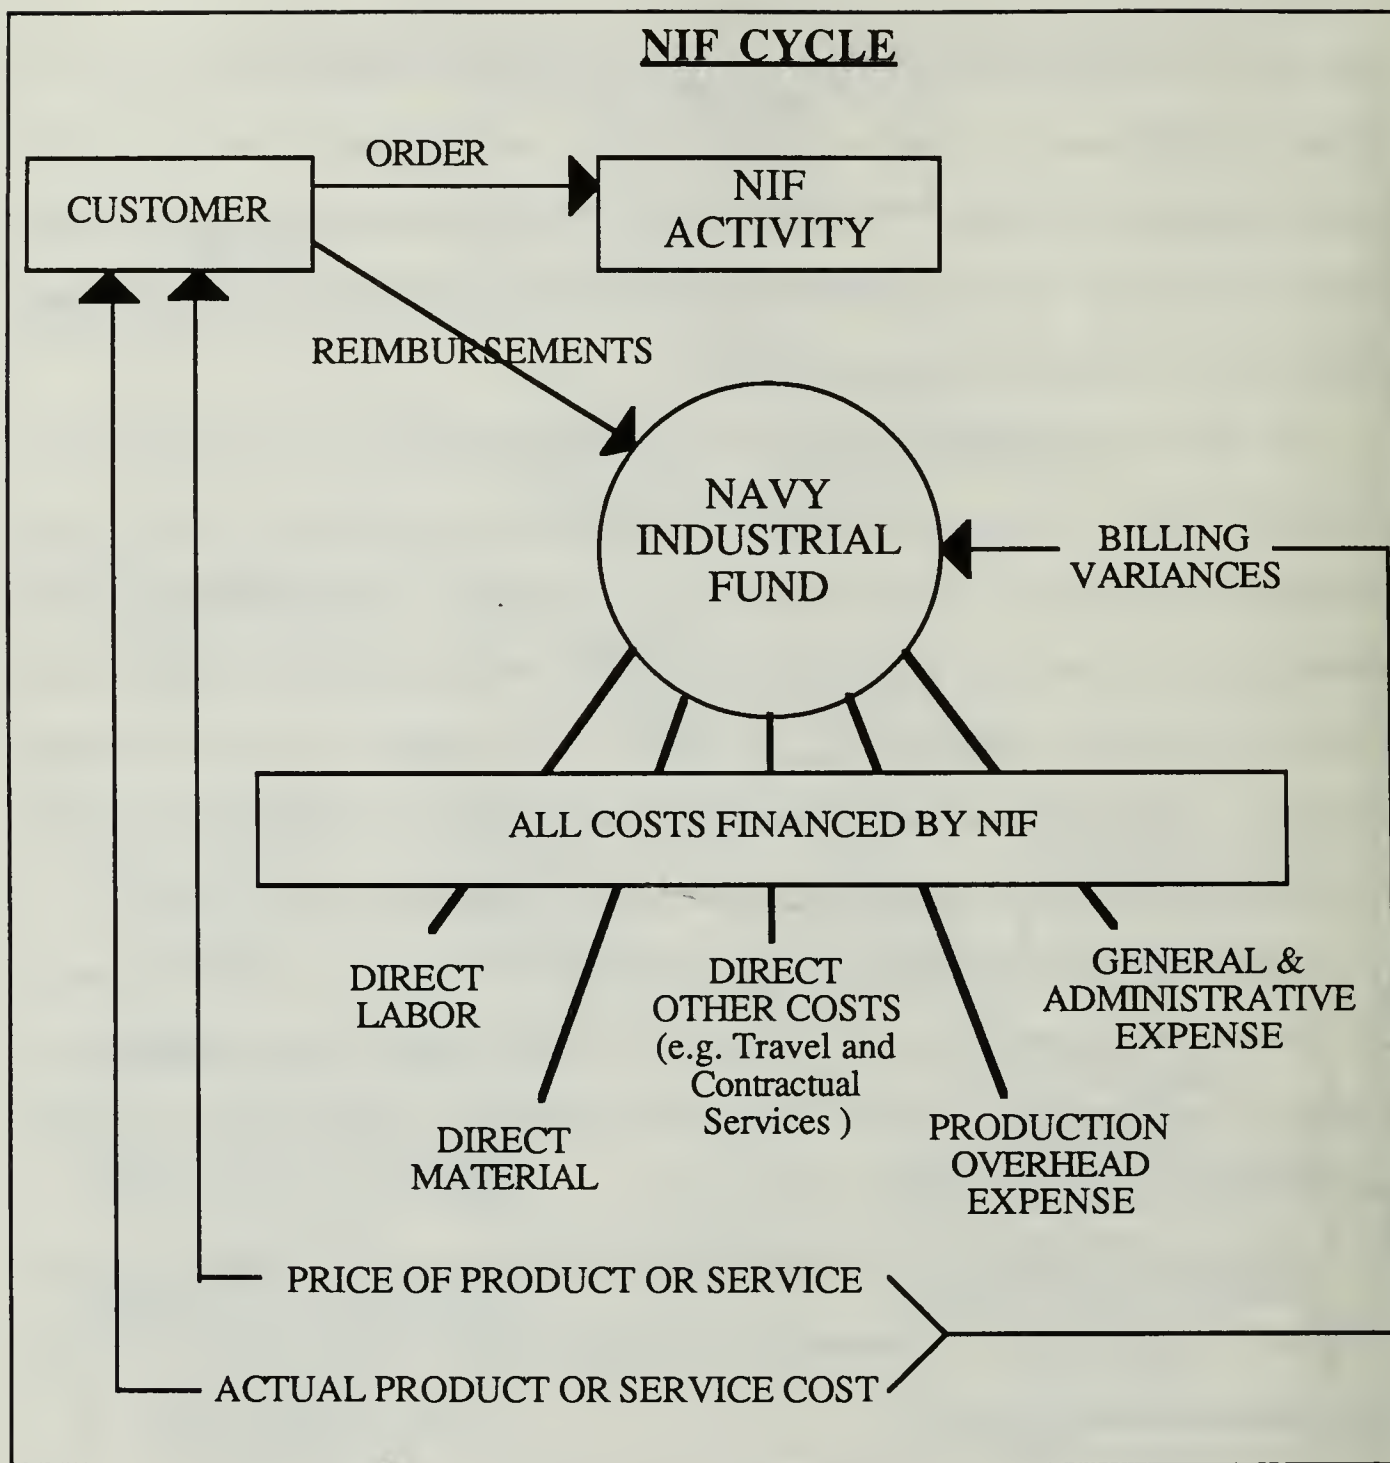 NIF CYCLE
ORDER
CUSTOMER
NIF
ACTIVITY
REIMBURSEMENTS
NAVY
INDUSTRIAL
FUND
BILLING
VARIANCES
ALL COSTS FINANCED BY NIF
DIRECT
LABOR
DIRECT
MATERIAL
DIRECT
OTHER COSTS
(e.g. Travel and
Contractual
Services )
PRODUCTION
OVERHEAD
EXPENSE
GENERAL &
ADMINISTRATIVE
EXPENSE
PRICE OF PRODUCT OR SERVICE
ACTUAL PRODUCT OR SERVICE COST